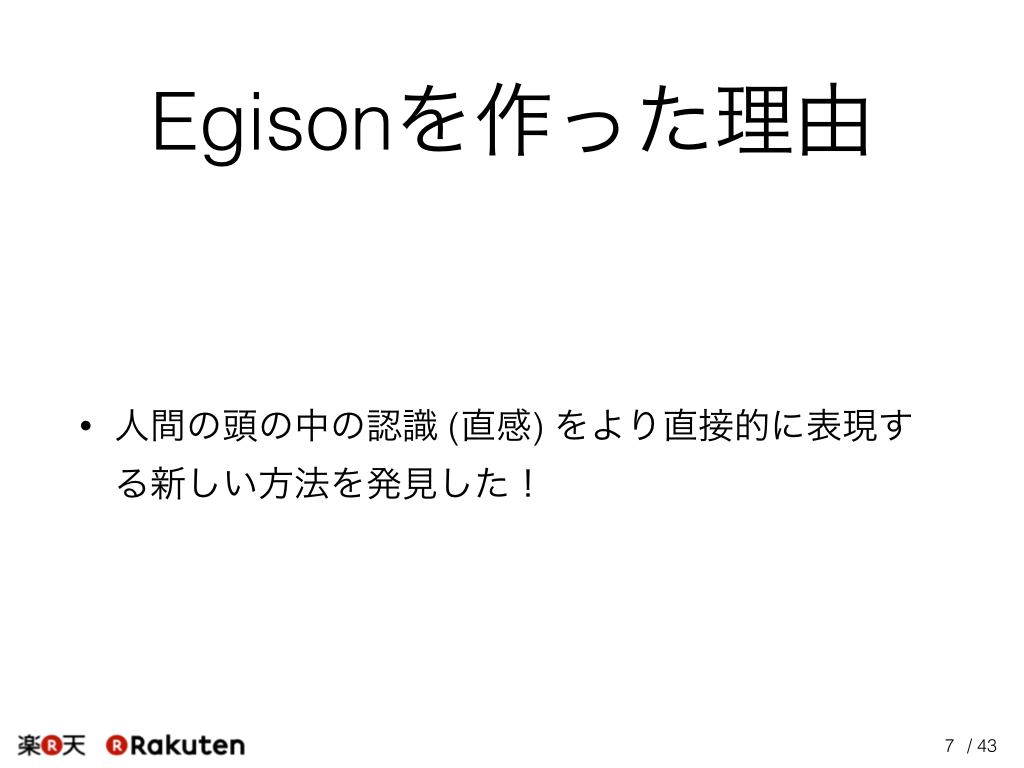 Egisonを作った理由
• 人間の頭の中の認識 (直感) をより直接的に表現す
る新しい方法を発見した！
楽R天 R Rakuten
7 / 43